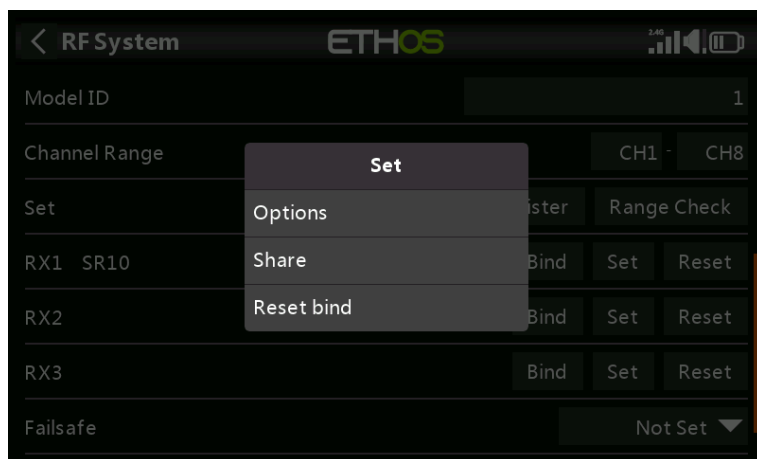 RF System ETHOS 2.4G
Model ID 1
Channel Range CH1 - CH8
Set
Set ister Range Check
Options
RX1 SR10 Share Bind Set Reset
RX2 Reset bind Bind Set Reset
RX3 Bind Set Reset
Failsafe Not Set